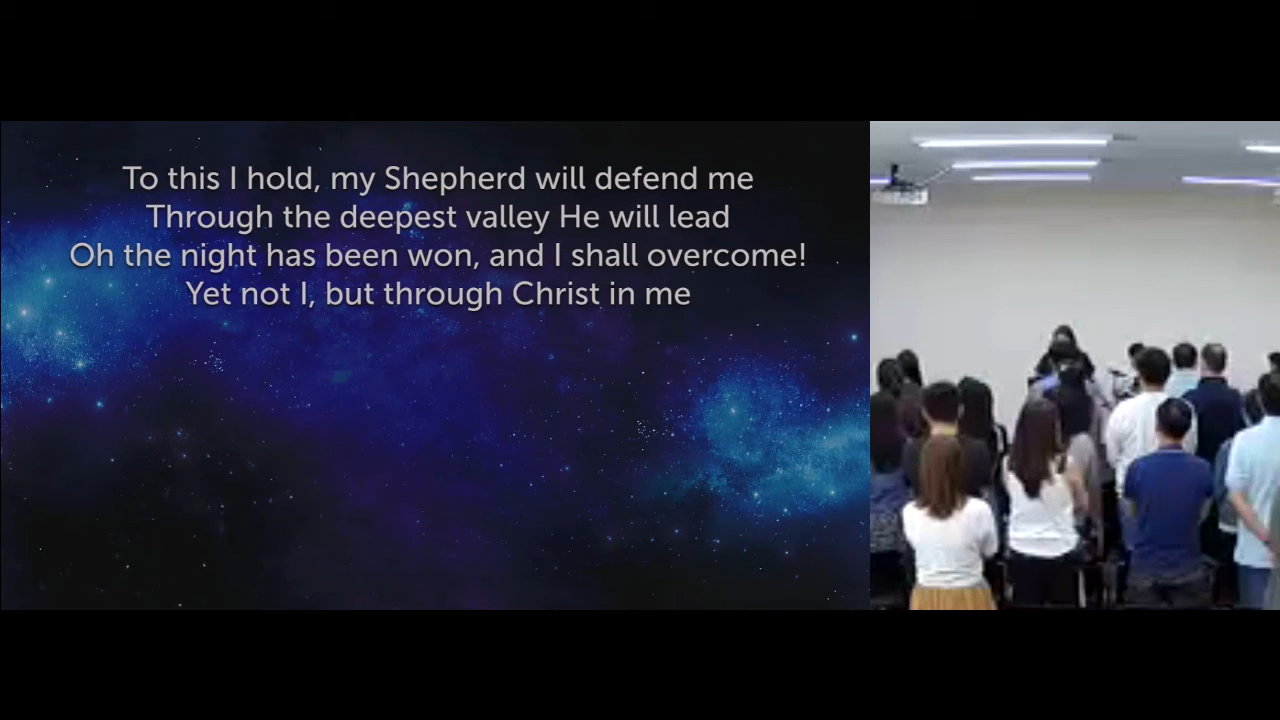 To this I hold, my Shepherd will defend me
Through the deepest valley He will lead
Oh the night has been won, and I shall overcome!
Yet not I, but through Christ in me